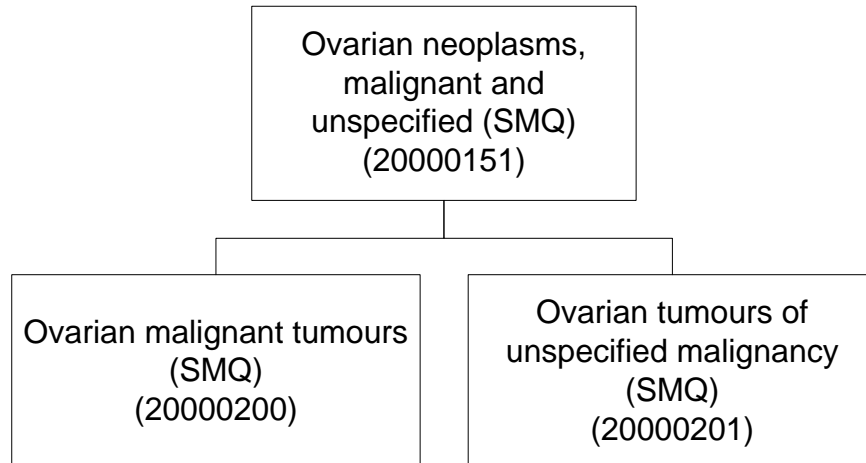 Ovarian neoplasms,
malignant and
unspecified (SMQ)
(20000151)
Ovarian malignant tumours
(SMQ)
(20000200)
Ovarian tumours of
unspecified malignancy
(SMQ)
(20000201)